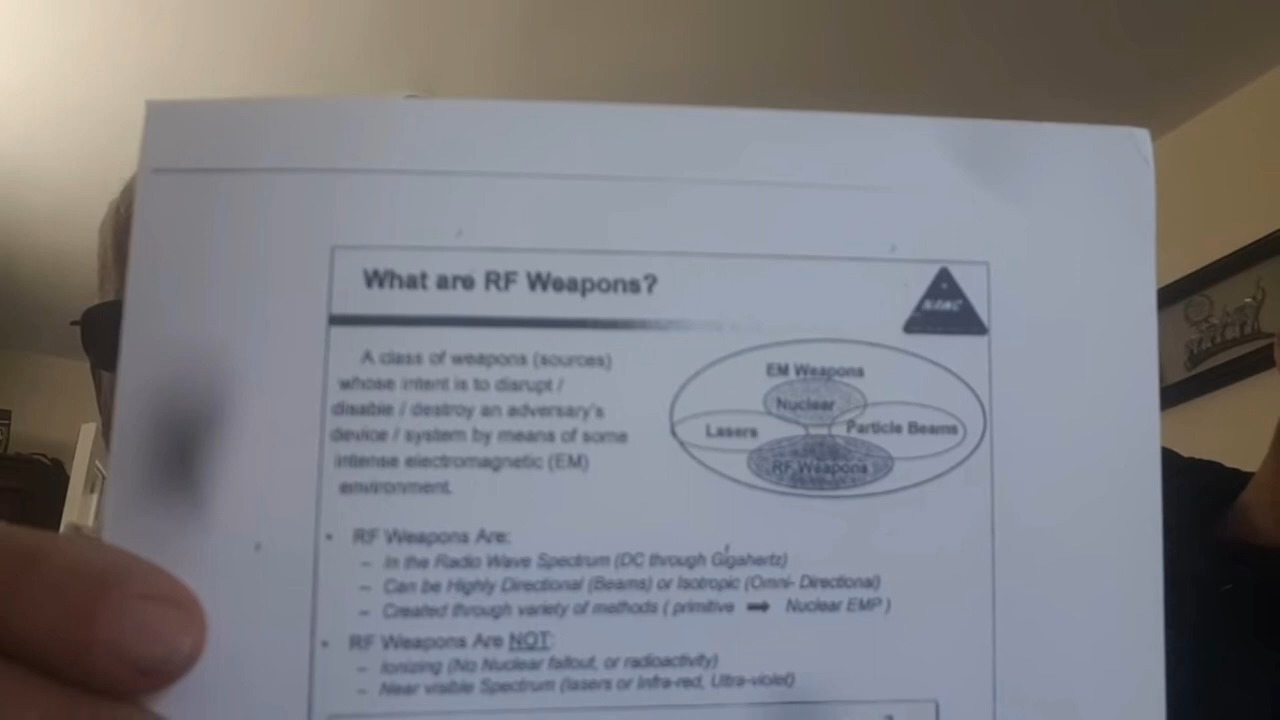 What are RF Weapons?
NAWC
A class of weapons (sources)
whose intent is to disrupt /
disable / destroy an adversary's
device / system by means of some
intense electromagnetic (EM)
environment.
EM Weapons
Nuclear
Lasers
Particle Beams
RF Weapons
• RF Weapons Are:
– In the Radio Wave Spectrum (DC through Gigahertz)
– Can be Highly Directional (Beams) or Isotropic (Omni- Directional)
– Created through variety of methods ( primitive ➡ Nuclear EMP )
• RF Weapons Are NOT:
– Ionizing (No Nuclear fallout, or radioactivity)
– Near visible Spectrum (lasers or Infra-red, Ultra-violet)